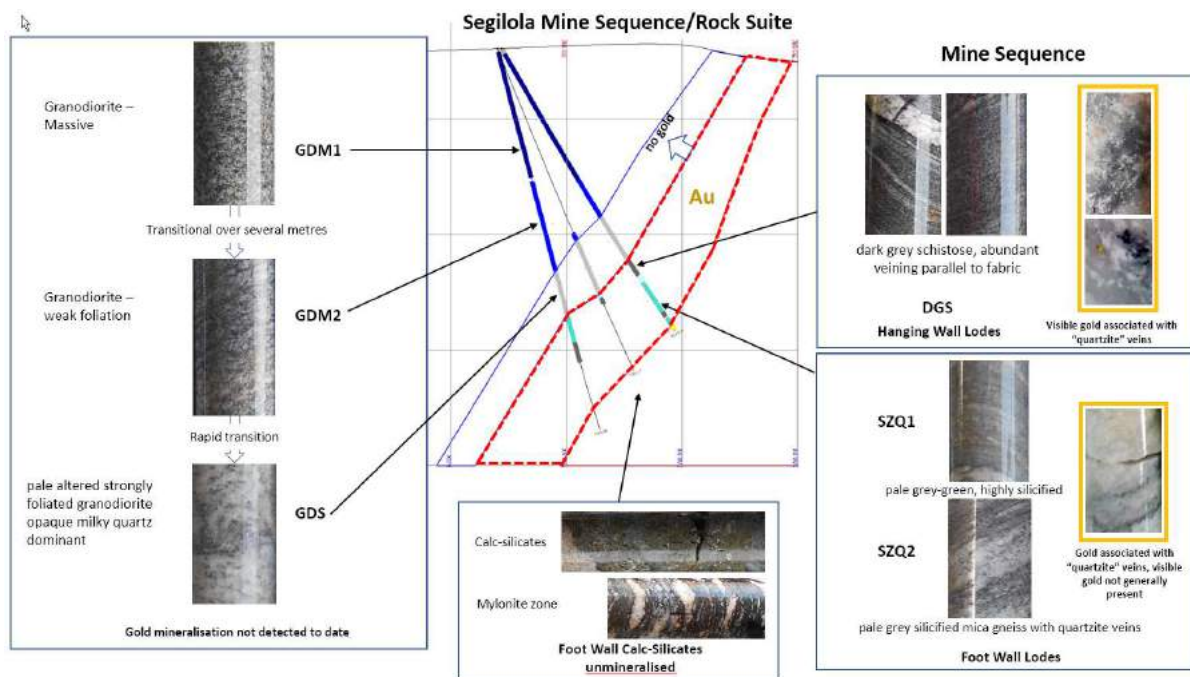 Segilola Mine Sequence/Rock Suite
Granodiorite –
Massive
GDM1
Transitional over several metres
Granodiorite –
weak foliation
GDM2
Rapid transition
pale altered strongly
foliated granodiorite
opaque milky quartz
dominant
GDS
Gold mineralisation not detected to date
no gold
Au
Calc-silicates
Mylonite zone
Foot Wall Calc-Silicates
unmineralised
Mine Sequence
dark grey schistose, abundant
veining parallel to fabric
DGS
Hanging Wall Lodes
Visible gold associated with
"quartzite" veins
SZQ1
pale grey-green, highly silicified
SZQ2
pale grey silicified mica gneiss with quartzite veins
Foot Wall Lodes
Gold associated with
"quartzite" veins, visible
gold not generally
present